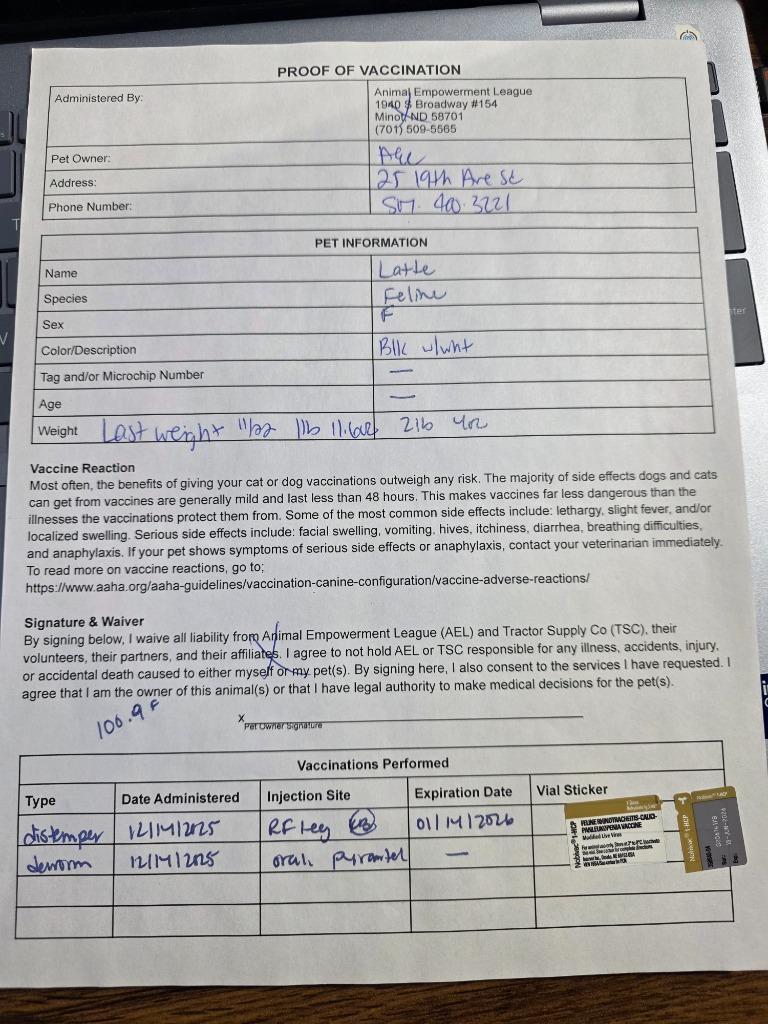 PROOF OF VACCINATION
Administered By:
Animal Empowerment League
1940 S Broadway #154
Minot ND 58701
(701) 509-5565
Pet Owner:
Address: 25 19th Ave SE
Phone Number: 517. 400. 3221
PET INFORMATION
Name Latte
Species Feline
Sex F
Color/Description Blk w/wht
Tag and/or Microchip Number —
Age —
Weight Last weight 11/22 1lb 11.6oz 2lb 4oz
Vaccine Reaction
Most often, the benefits of giving your cat or dog vaccinations outweigh any risk. The majority of side effects dogs and cats
can get from vaccines are generally mild and last less than 48 hours. This makes vaccines far less dangerous than the
illnesses the vaccinations protect them from. Some of the most common side effects include: lethargy, slight fever, and/or
localized swelling. Serious side effects include: facial swelling, vomiting, hives, itchiness, diarrhea, breathing difficulties,
and anaphylaxis. If your pet shows symptoms of serious side effects or anaphylaxis, contact your veterinarian immediately.
To read more on vaccine reactions, go to;
https://www.aaha.org/aaha-guidelines/vaccination-canine-configuration/vaccine-adverse-reactions/
Signature & Waiver
By signing below, I waive all liability from Animal Empowerment League (AEL) and Tractor Supply Co (TSC), their
volunteers, their partners, and their affiliates. I agree to not hold AEL or TSC responsible for any illness, accidents, injury,
or accidental death caused to either myself or my pet(s). By signing here, I also consent to the services I have requested. I
agree that I am the owner of this animal(s) or that I have legal authority to make medical decisions for the pet(s).
100.9 F
X
Pet Owner Signature
Vaccinations Performed
Type Date Administered Injection Site Expiration Date Vial Sticker
distemper 12/14/2025 RF leg 01/14/2026
deworm 12/14/2025 oral pyrantel —
Nobivac® 1-HCP
FELINE RHINOTRACHEITIS-CALICI-
PANLEUKOPENIA VACCINE
Modified Live Virus
Nobivac® 1-HCP